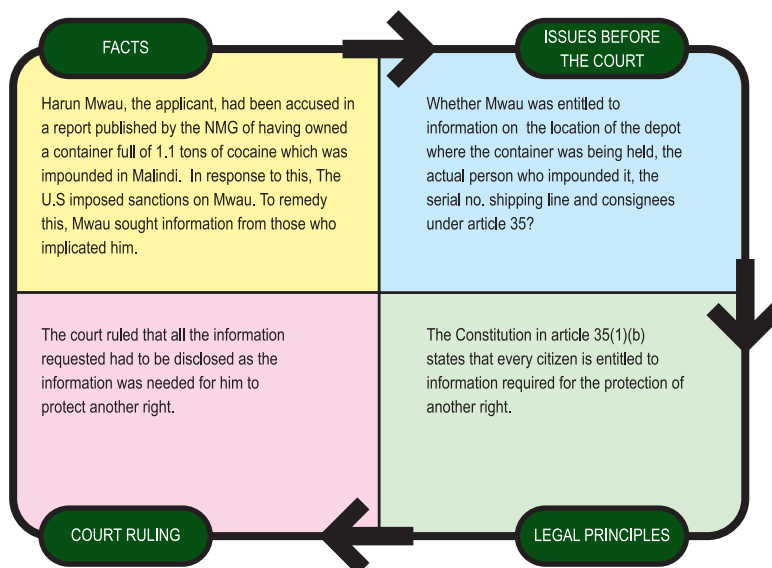 FACTS
Harun Mwau, the applicant, had been accused in
a report published by the NMG of having owned
a container full of 1.1 tons of cocaine which was
impounded in Malindi. In response to this, The
U.S imposed sanctions on Mwau. To remedy
this, Mwau sought information from those who
implicated him.
ISSUES BEFORE
THE COURT
Whether Mwau was entitled to
information on the location of the depot
where the container was being held, the
actual person who impounded it, the
serial no. shipping line and consignees
under article 35?
The Constitution in article 35(1)(b)
states that every citizen is entitled to
information required for the protection of
another right.
LEGAL PRINCIPLES
The court ruled that all the information
requested had to be disclosed as the
information was needed for him to
protect another right.
COURT RULING